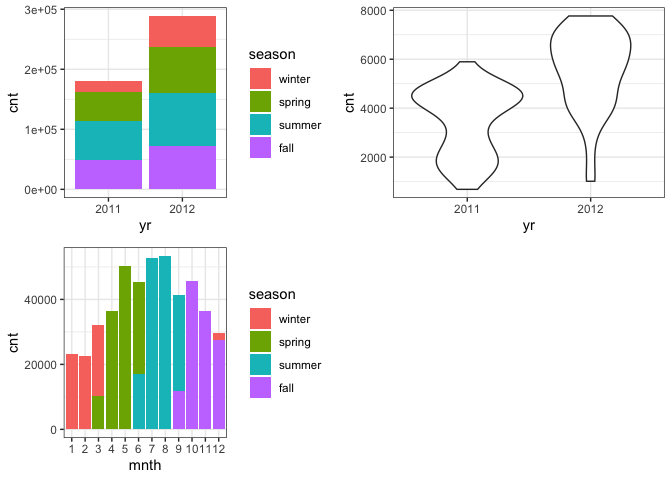 3e+05
2e+05
1e+05
0e+00
cnt
2011 2012
yr
season
winter
spring
summer
fall
8000
6000
4000
2000
cnt
2011 2012
yr
40000
20000
0
cnt
1 2 3 4 5 6 7 8 9 10 11 12
mnth
season
winter
spring
summer
fall